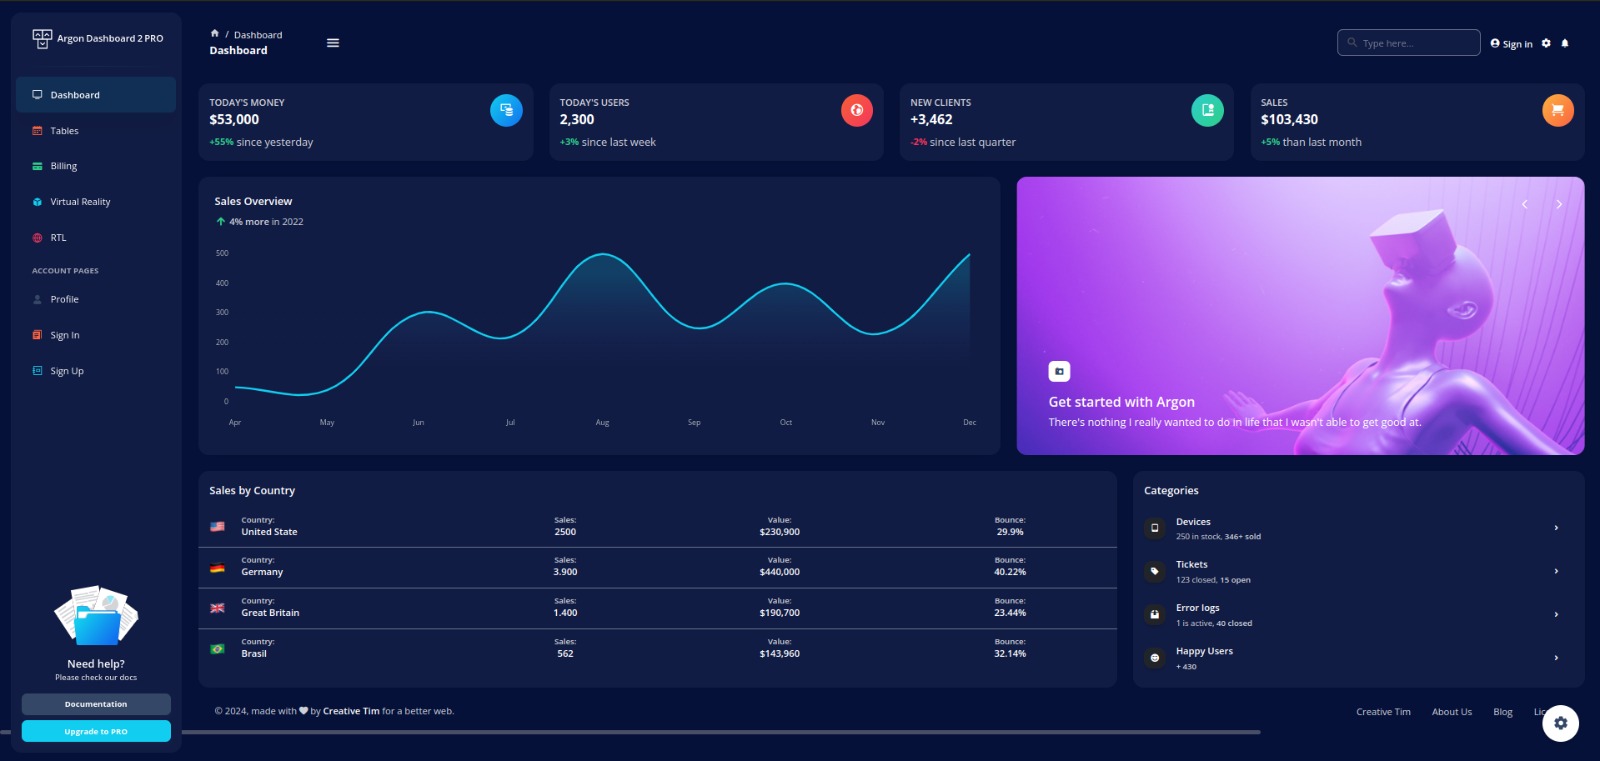 Argon Dashboard 2 PRO
Dashboard
Tables
Billing
Virtual Reality
RTL
ACCOUNT PAGES
Profile
Sign In
Sign Up
Need help?
Please check our docs
Documentation
Upgrade to PRO
/ Dashboard
Dashboard
Type here...
Sign in
TODAY'S MONEY
$53,000
+55% since yesterday
TODAY'S USERS
2,300
+3% since last week
NEW CLIENTS
+3,462
-2% since last quarter
SALES
$103,430
+5% than last month
Sales Overview
4% more in 2022
500
400
300
200
100
0
Apr May Jun Jul Aug Sep Oct Nov Dec
Get started with Argon
There's nothing I really wanted to do in life that I wasn't able to get good at.
Sales by Country
Country: Sales: Value: Bounce:
United State 2500 $230,900 29.9%
Country: Sales: Value: Bounce:
Germany 3.900 $440,000 40.22%
Country: Sales: Value: Bounce:
Great Britain 1.400 $190,700 23.44%
Country: Sales: Value: Bounce:
Brasil 562 $143,960 32.14%
Categories
Devices
250 in stock, 346+ sold
Tickets
123 closed, 15 open
Error logs
1 is active, 40 closed
Happy Users
+ 430
© 2024, made with by Creative Tim for a better web.
Creative Tim About Us Blog